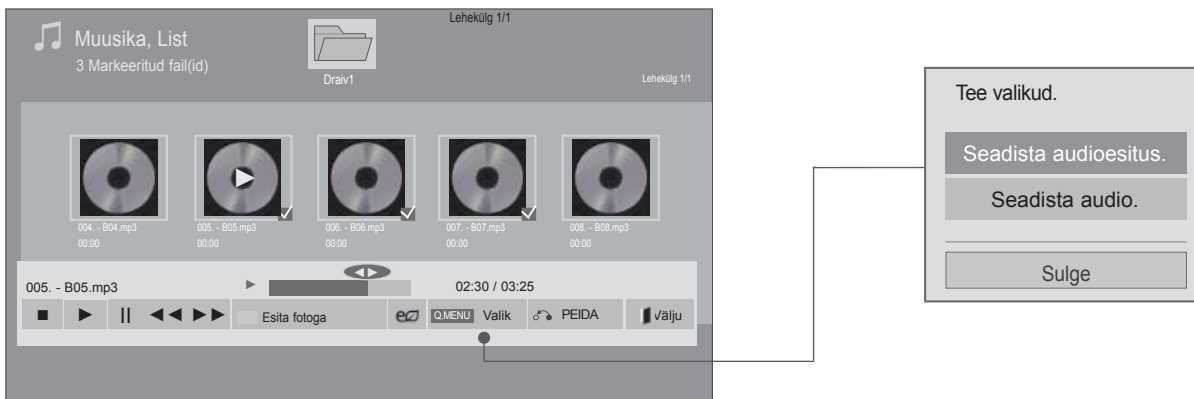 Lehekülg 1/1
Muusika, List
3 Markeeritud fail(id)
Draiv1
Lehekülg 1/1
004. - B04.mp3
00:00
005. - B05.mp3
00:00
006. - B06.mp3
00:00
007. - B07.mp3
00:00
008. - B08.mp3
00:00
005. - B05.mp3
02:30 / 03:25
Esita fotoga
Q.MENU Valik
PEIDA
Välju
Tee valikud.
Seadista audioesitus.
Seadista audio.
Sulge